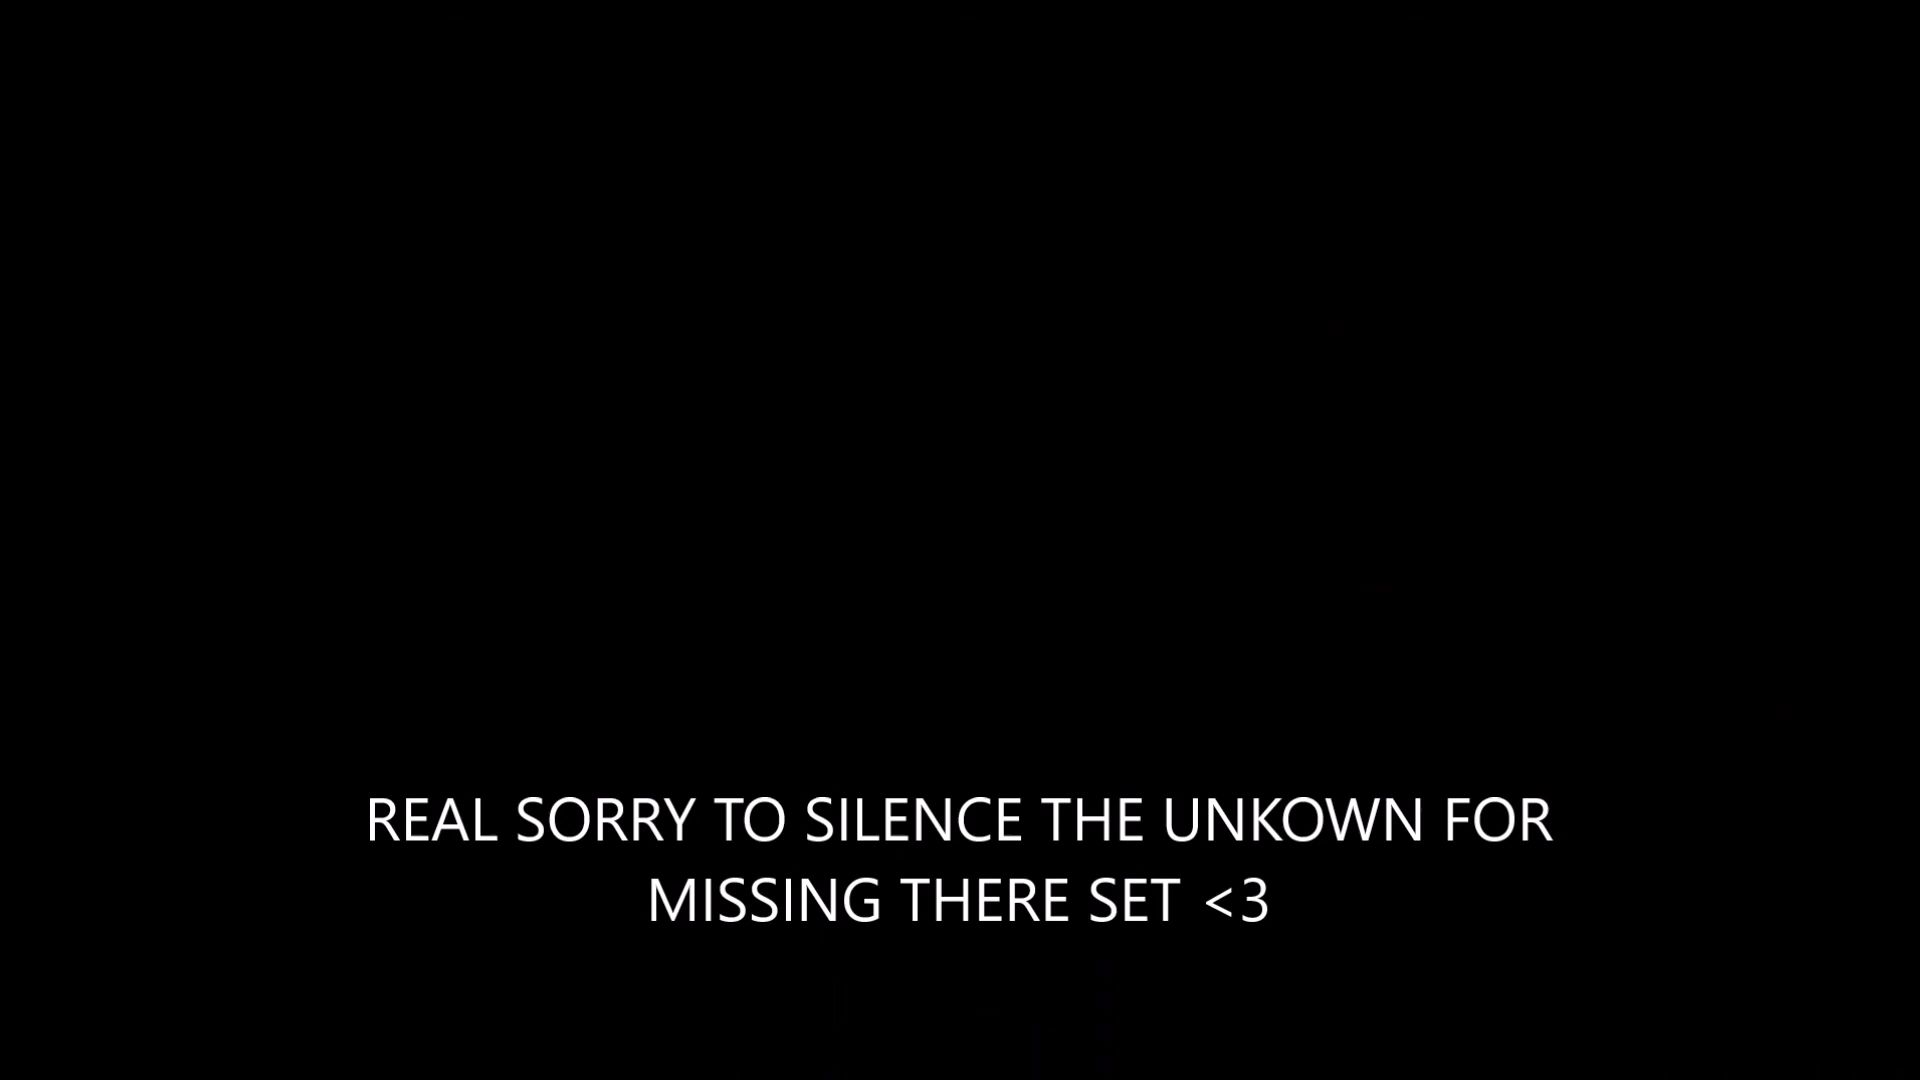 REAL SORRY TO SILENCE THE UNKOWN FOR
MISSING THERE SET <3